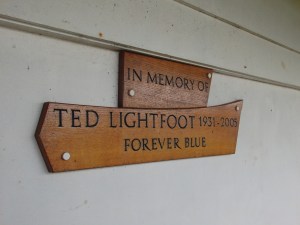 IN MEMORY OF
TED LIGHTFOOT 1931-2005
FOREVER BLUE